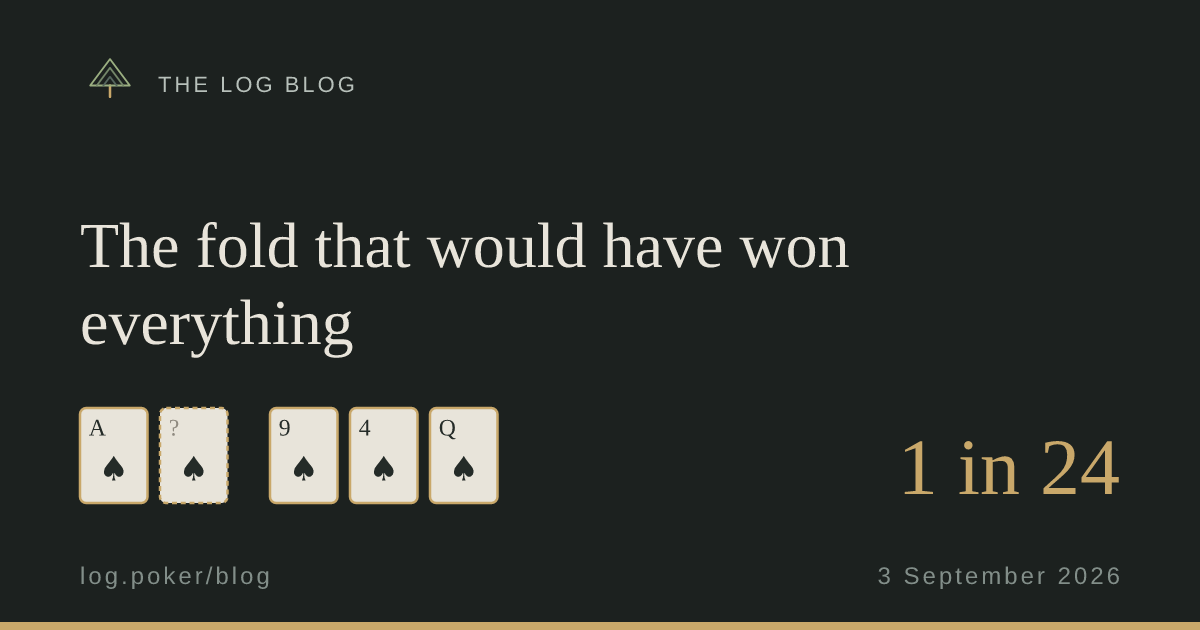 THE LOG BLOG
The fold that would have won
everything
A ? 9 4 Q
1 in 24
log.poker/blog
3 September 2026